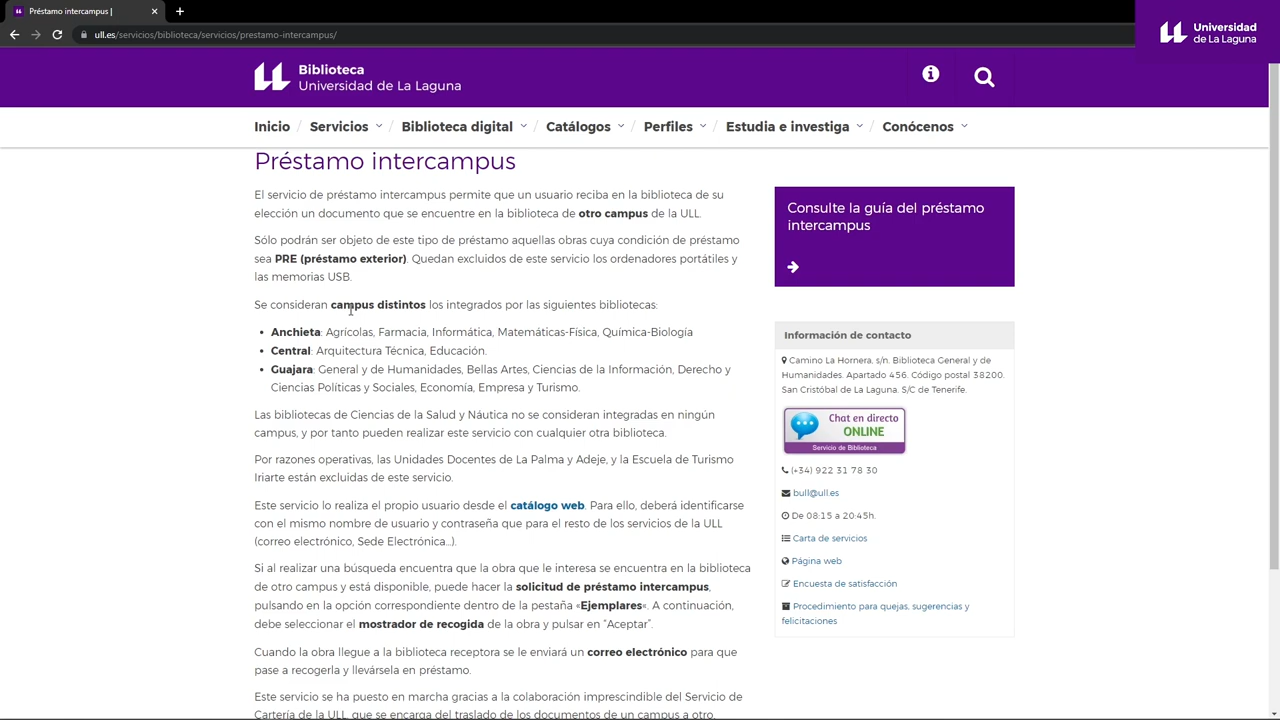 Préstamo intercampus |
ull.es/servicios/biblioteca/servicios/prestamo-intercampus/
Universidad
de La Laguna
Biblioteca
Universidad de La Laguna
Inicio / Servicios / Biblioteca digital / Catálogos / Perfiles / Estudia e investiga / Conócenos
Préstamo intercampus
El servicio de préstamo intercampus permite que un usuario reciba en la biblioteca de su
elección un documento que se encuentre en la biblioteca de otro campus de la ULL.
Sólo podrán ser objeto de este tipo de préstamo aquellas obras cuya condición de préstamo
sea PRE (préstamo exterior). Quedan excluidos de este servicio los ordenadores portátiles y
las memorias USB.
Se consideran campus distintos los integrados por las siguientes bibliotecas:
• Anchieta: Agrícolas, Farmacia, Informática, Matemáticas-Física, Química-Biología
• Central: Arquitectura Técnica, Educación.
• Guajara: General y de Humanidades, Bellas Artes, Ciencias de la Información, Derecho y
Ciencias Políticas y Sociales, Economía, Empresa y Turismo.
Las bibliotecas de Ciencias de la Salud y Náutica no se consideran integradas en ningún
campus, y por tanto pueden realizar este servicio con cualquier otra biblioteca.
Por razones operativas, las Unidades Docentes de La Palma y Adeje, y la Escuela de Turismo
Iriarte están excluidas de este servicio.
Este servicio lo realiza el propio usuario desde el catálogo web. Para ello, deberá identificarse
con el mismo nombre de usuario y contraseña que para el resto de los servicios de la ULL
(correo electrónico, Sede Electrónica…).
Si al realizar una búsqueda encuentra que la obra que le interesa se encuentra en la biblioteca
de otro campus y está disponible, puede hacer la solicitud de préstamo intercampus,
pulsando en la opción correspondiente dentro de la pestaña «Ejemplares«. A continuación,
debe seleccionar el mostrador de recogida de la obra y pulsar en "Aceptar".
Cuando la obra llegue a la biblioteca receptora se le enviará un correo electrónico para que
pase a recogerla y llevársela en préstamo.
Este servicio se ha puesto en marcha gracias a la colaboración imprescindible del Servicio de
Cartería de la ULL, que se encarga del traslado de los documentos de un campus a otro.
Consulte la guía del préstamo
intercampus
Información de contacto
Camino La Hornera, s/n. Biblioteca General y de
Humanidades. Apartado 456. Código postal 38200.
San Cristóbal de La Laguna. S/C de Tenerife.
Chat en directo
ONLINE
Servicio de Biblioteca
(+34) 922 31 78 30
bull@ull.es
De 08:15 a 20:45h.
Carta de servicios
Página web
Encuesta de satisfacción
Procedimiento para quejas, sugerencias y
felicitaciones